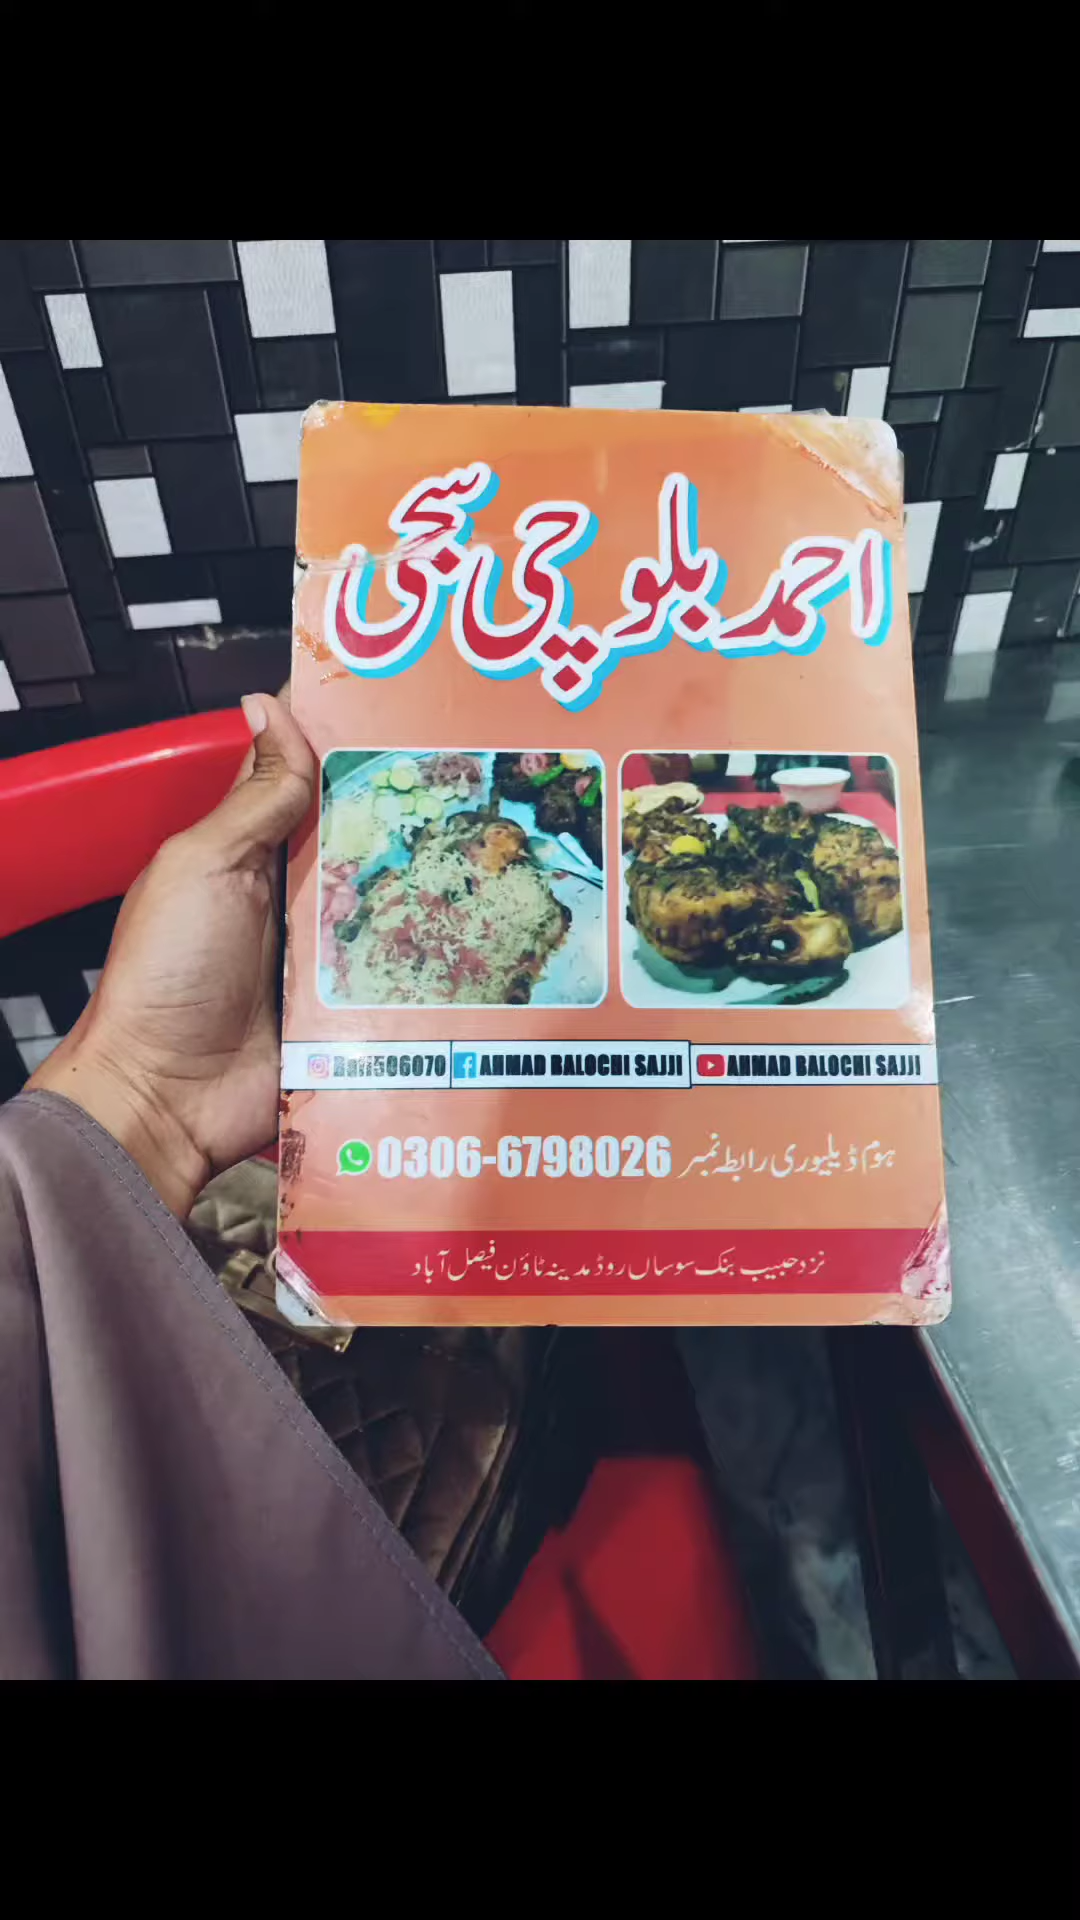 احمد بلوچی سجی
AHMAD BALOCHI SAJJI AHMAD BALOCHI SAJJI
ہوم ڈیلیوری رابطہ نمبر 0306-6798026
نزد حبیب بنک سوساں روڈ مدینہ ٹاؤن فیصل آباد